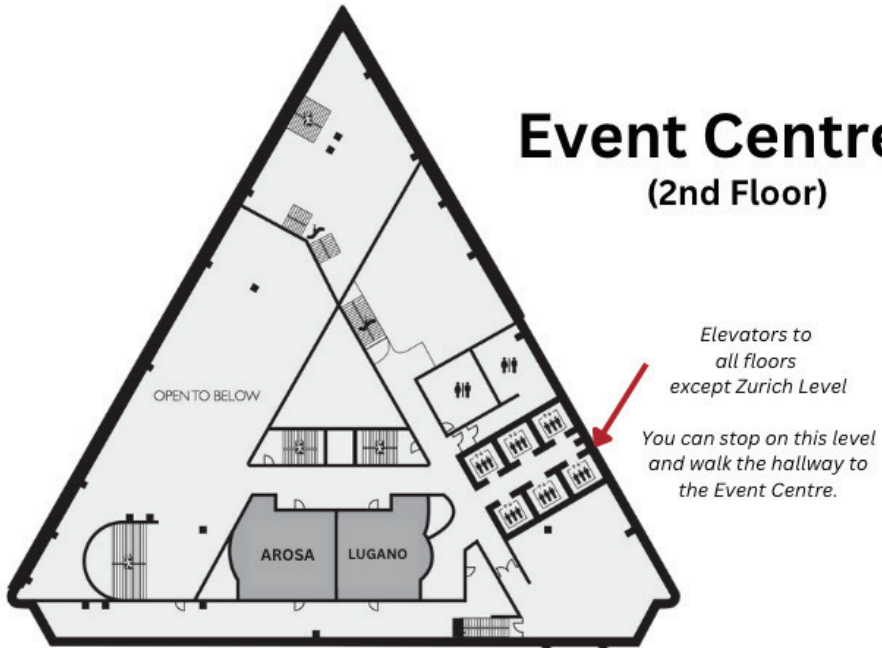 Event Centre
(2nd Floor)
Elevators to
all floors
except Zurich Level
You can stop on this level
and walk the hallway to
the Event Centre.
OPEN TO BELOW
AROSA
LUGANO